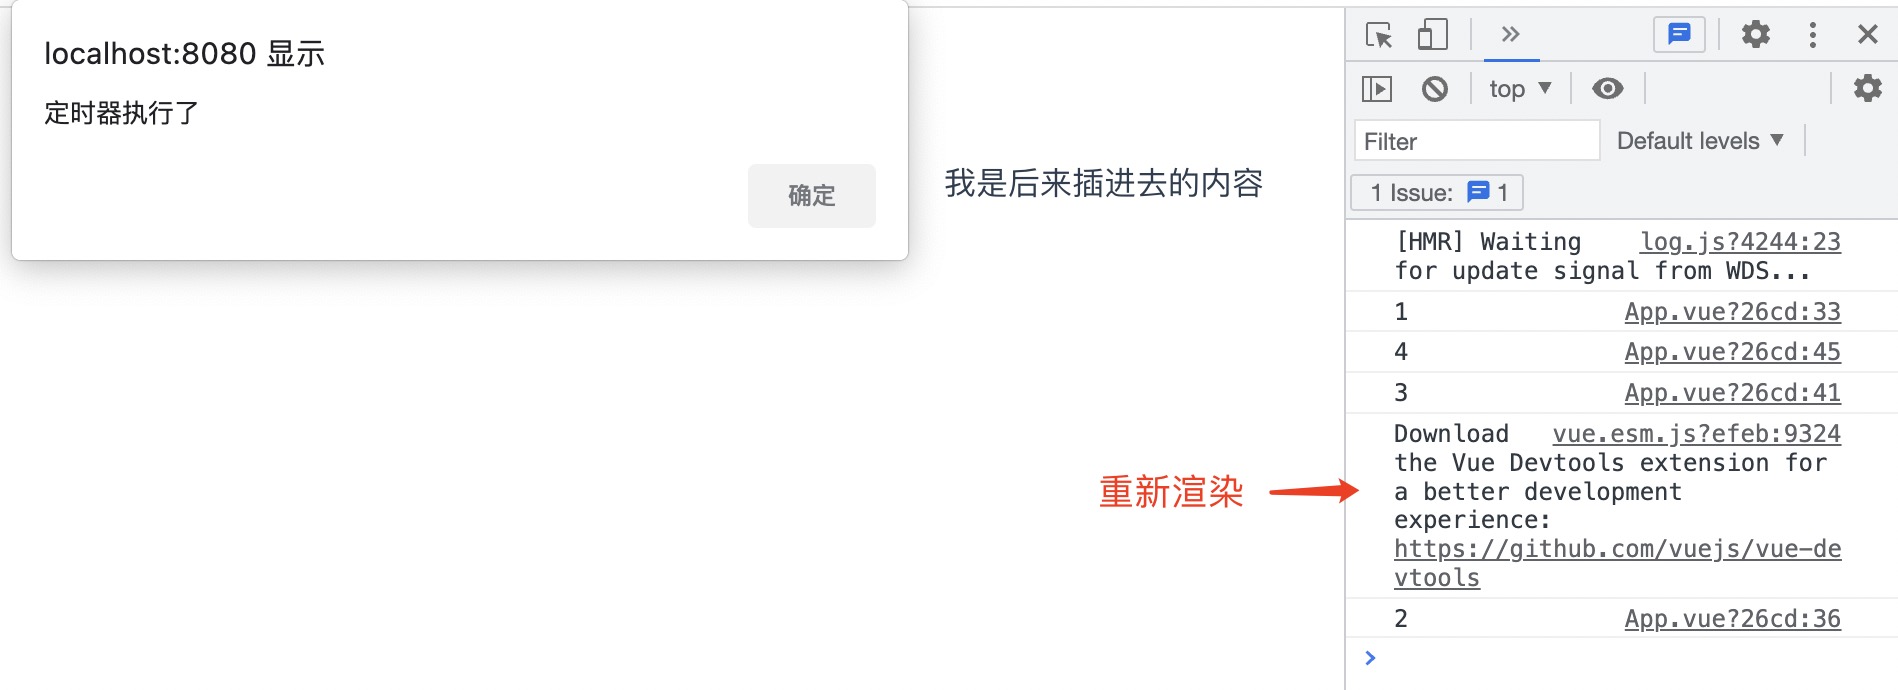 localhost:8080 显示
定时器执行了
确定
我是后来插进去的内容
重新渲染
top ▼
Filter
Default levels ▼
1 Issue: 1
[HMR] Waiting log.js?4244:23
for update signal from WDS...
1 App.vue?26cd:33
4 App.vue?26cd:45
3 App.vue?26cd:41
Download vue.esm.js?efeb:9324
the Vue Devtools extension for
a better development
experience:
https://github.com/vuejs/vue-de
vtools
2 App.vue?26cd:36